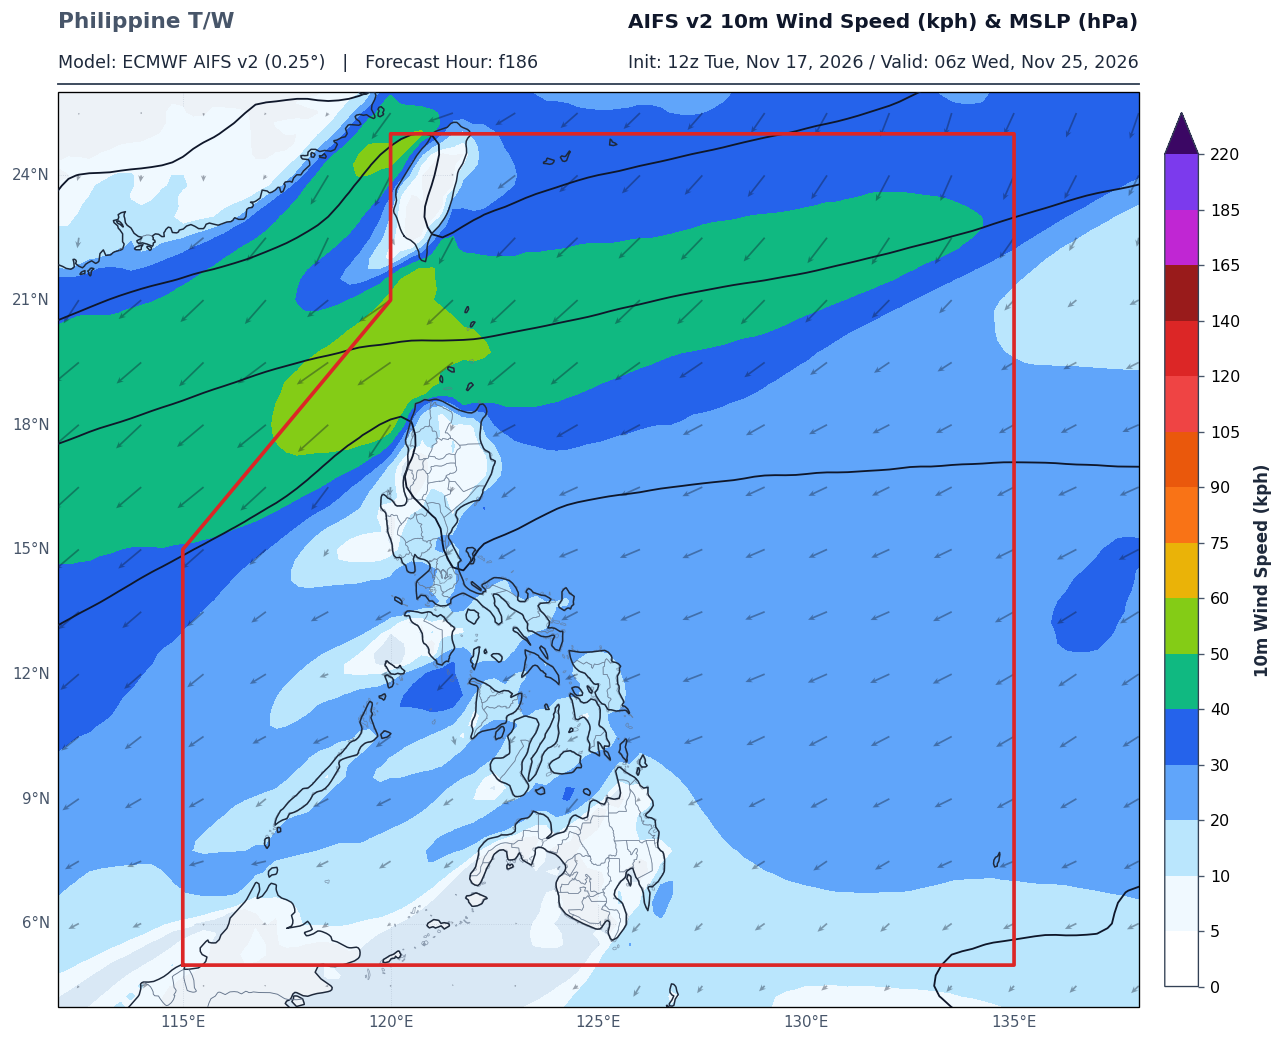 Philippine T/W
AIFS v2 10m Wind Speed (kph) & MSLP (hPa)
Model: ECMWF AIFS v2 (0.25°) | Forecast Hour: f186
Init: 12z Tue, Nov 17, 2026 / Valid: 06z Wed, Nov 25, 2026
24°N
21°N
18°N
15°N
12°N
9°N
6°N
115°E
120°E
125°E
130°E
135°E
220
185
165
140
120
105
90
75
60
50
40
30
20
10
5
0
10m Wind Speed (kph)